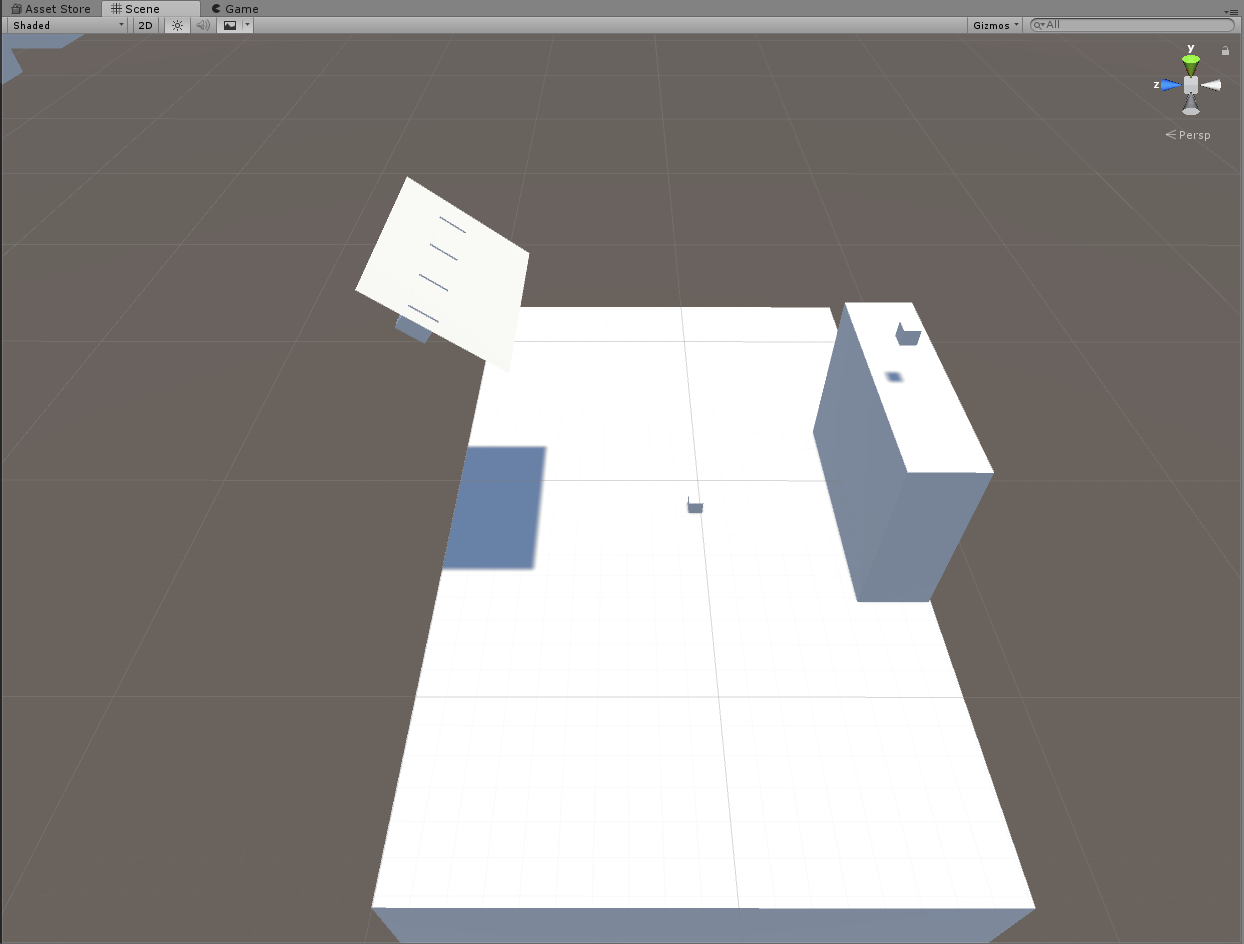 Asset Store Scene Game
Shaded 2D Gizmos All
y
z
Persp